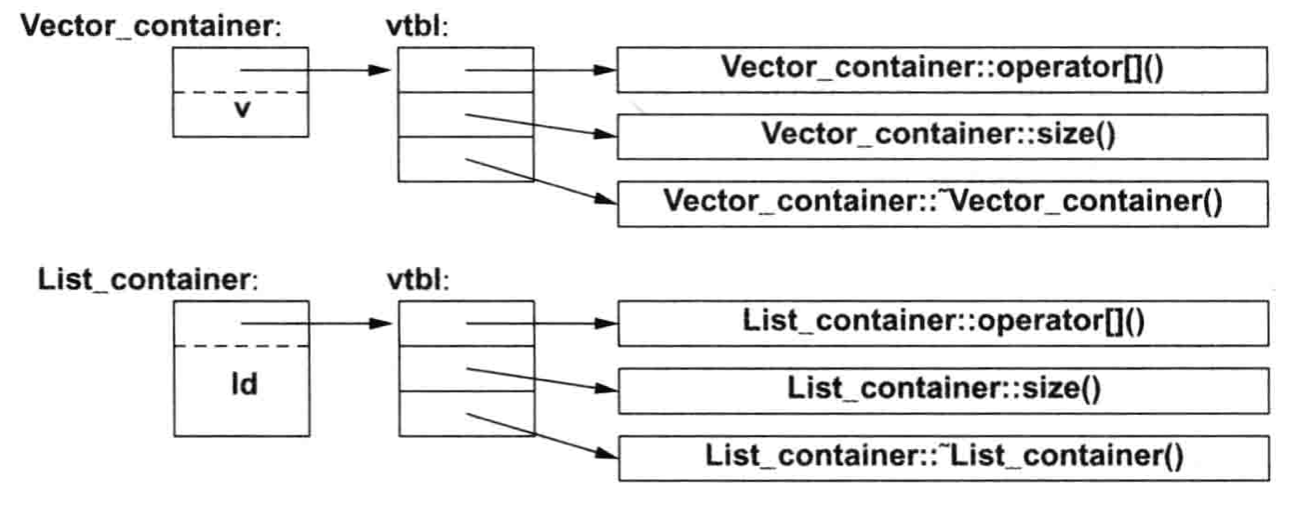 Vector_container: vtbl:
Vector_container::operator[]()
v
Vector_container::size()
Vector_container::~Vector_container()
List_container: vtbl:
List_container::operator[]()
ld
List_container::size()
List_container::~List_container()